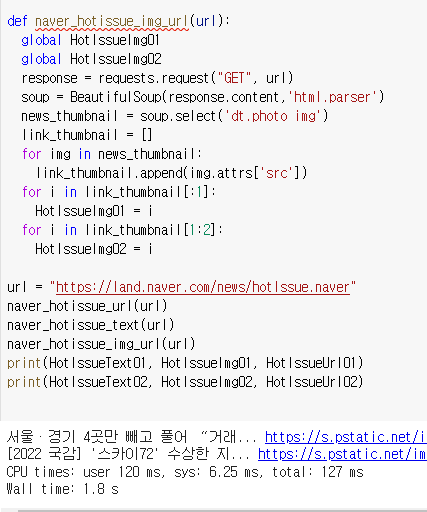 def naver_hotissue_img_url(url):
  global HotIssueImg01
  global HotIssueImg02
  response = requests.request("GET", url)
  soup = BeautifulSoup(response.content,'html.parser')
  news_thumbnail = soup.select('dt.photo img')
  link_thumbnail = []
  for img in news_thumbnail:
    link_thumbnail.append(img.attrs['src'])
  for i in link_thumbnail[:1]:
    HotIssueImg01 = i
  for i in link_thumbnail[1:2]:
    HotIssueImg02 = i

url = "https://land.naver.com/news/hotIssue.naver"
naver_hotissue_url(url)
naver_hotissue_text(url)
naver_hotissue_img_url(url)
print(HotIssueText01, HotIssueImg01, HotIssueUrl01)
print(HotIssueText02, HotIssueImg02, HotIssueUrl02)

서울·경기 4곳만 빼고 풀어 “거래... https://s.pstatic.net/i
[2022 국감] '스카이72' 수상한 지... https://s.pstatic.net/im
CPU times: user 120 ms, sys: 6.25 ms, total: 127 ms
Wall time: 1.8 s